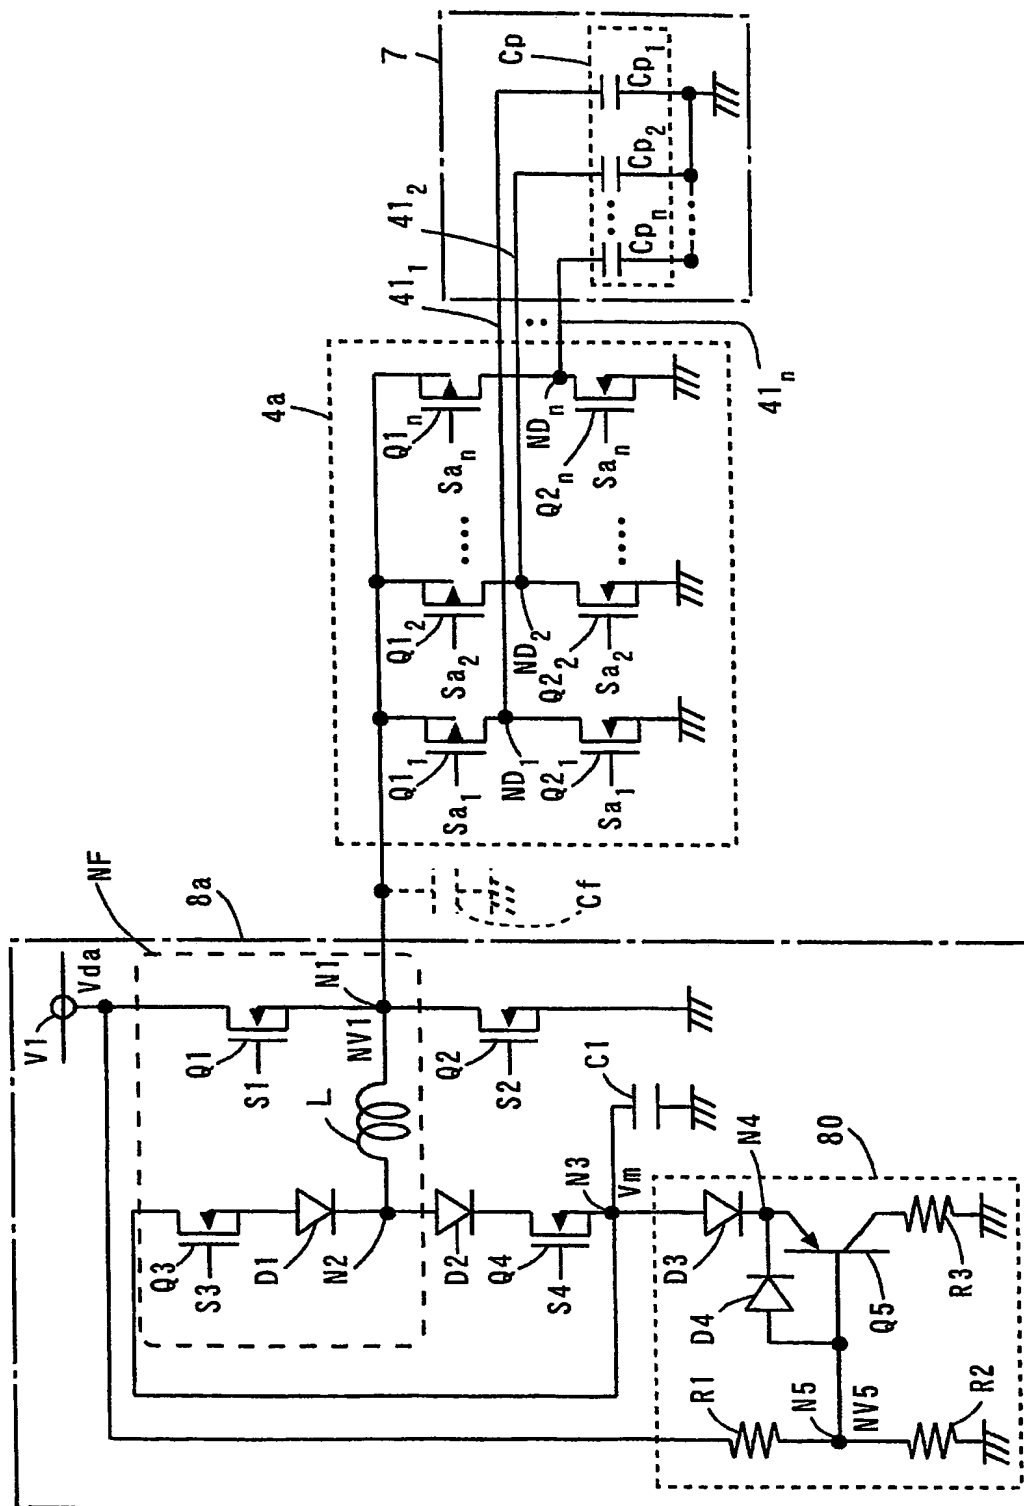 7
Cp
Cp₁
Cp₂
Cpₙ
41₂
41₁
41ₙ
4a
Q1ₙ
Saₙ
NDₙ
Q2ₙ
Saₙ
Q1₂
Sa₂
ND₂
Q2₂
Sa₂
Q1₁
Sa₁
ND₁
Q2₁
Sa₁
NF
8a
Cf
V1
Vda
Q1
S1
N1
NV1
L
Q2
S2
C1
Q3
S3
D1
N2
D2
Q4
S4
N3
Vm
80
D3
N4
D4
Q5
R3
R1
N5
NV5
R2